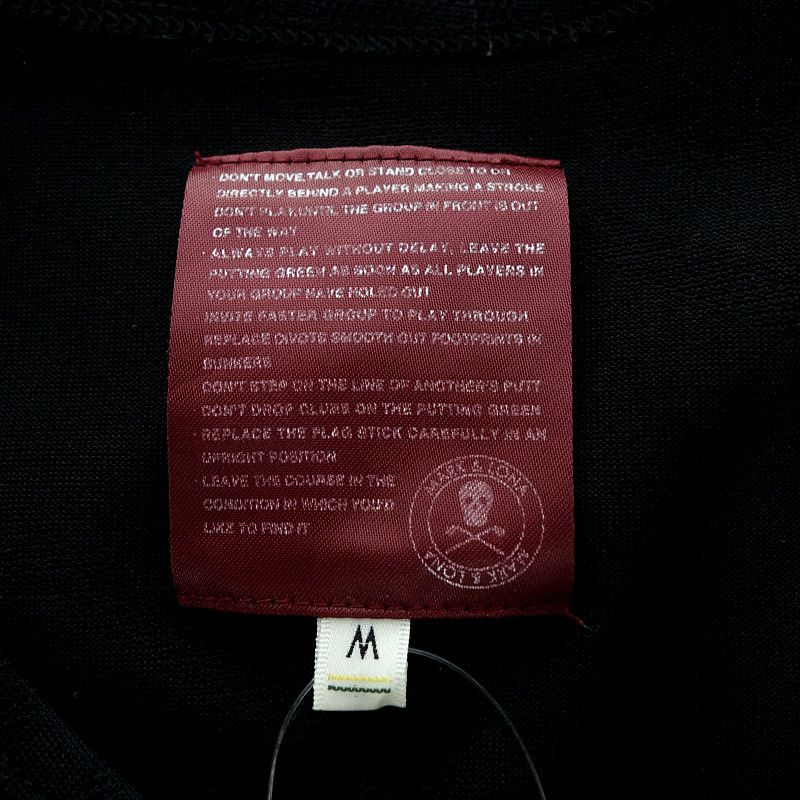 DON'T MOVE, TALK OR STAND CLOSE TO OR
DIRECTLY BEHIND A PLAYER MAKING A STROKE
DON'T PLAY UNTIL THE GROUP IN FRONT IS OUT
OF THE WAY
· ALWAYS PLAY WITHOUT DELAY, LEAVE THE
PUTTING GREEN AS SOON AS ALL PLAYERS IN
YOUR GROUP HAVE HOLED OUT
INVITE FASTER GROUP TO PLAY THROUGH
REPLACE DIVOTS SMOOTH OUT FOOTPRINTS IN
BUNKERS
DON'T STEP ON THE LINE OF ANOTHER'S PUTT
· DON'T DROP CLUBS ON THE PUTTING GREEN
· REPLACE THE FLAG STICK CAREFULLY IN AN
UPRIGHT POSITION
· LEAVE THE COURSE IN THE
CONDITION IN WHICH YOU'D
LIKE TO FIND IT
MARK & LONA
MARK & LONA
M